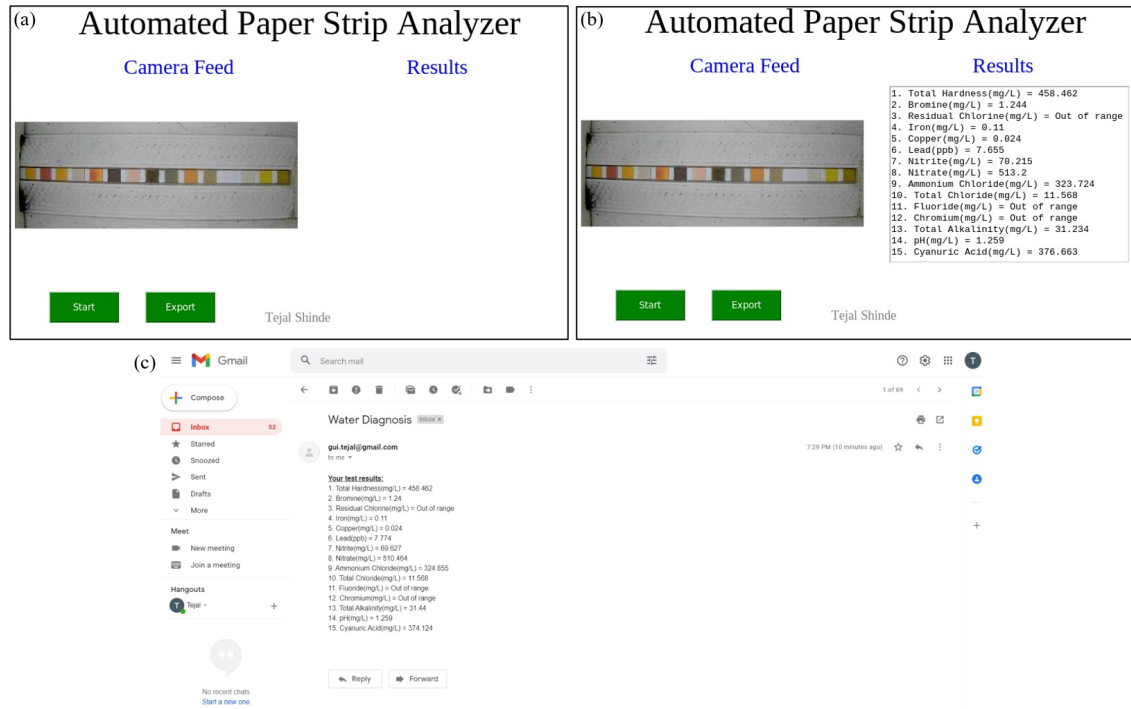 (a)
Automated Paper Strip Analyzer
Camera Feed
Results
Start
Export
Tejal Shinde
(b)
Automated Paper Strip Analyzer
Camera Feed
Results
1. Total Hardness(mg/L) = 458.462
2. Bromine(mg/L) = 1.244
3. Residual Chlorine(mg/L) = Out of range
4. Iron(mg/L) = 0.11
5. Copper(mg/L) = 0.024
6. Lead(ppb) = 7.655
7. Nitrite(mg/L) = 70.215
8. Nitrate(mg/L) = 513.2
9. Ammonium Chloride(mg/L) = 323.724
10. Total Chloride(mg/L) = 11.568
11. Fluoride(mg/L) = Out of range
12. Chromium(mg/L) = Out of range
13. Total Alkalinity(mg/L) = 31.234
14. pH(mg/L) = 1.259
15. Cyanuric Acid(mg/L) = 376.663
Start
Export
Tejal Shinde
(c)
Gmail
Search mail
T
Compose
1 of 69
Inbox 52
Starred
Snoozed
Sent
Drafts
More
Meet
New meeting
Join a meeting
Hangouts
T Tejal
No recent chats
Start a new one
Water Diagnosis Inbox x
gui.tejal@gmail.com 7:29 PM (10 minutes ago)
to me
Your test results:
1. Total Hardness(mg/L) = 458.462
2. Bromine(mg/L) = 1.24
3. Residual Chlorine(mg/L) = Out of range
4. Iron(mg/L) = 0.11
5. Copper(mg/L) = 0.024
6. Lead(ppb) = 7.774
7. Nitrite(mg/L) = 69.627
8. Nitrate(mg/L) = 510.464
9. Ammonium Chloride(mg/L) = 324.855
10. Total Chloride(mg/L) = 11.568
11. Fluoride(mg/L) = Out of range
12. Chromium(mg/L) = Out of range
13. Total Alkalinity(mg/L) = 31.44
14. pH(mg/L) = 1.259
15. Cyanuric Acid(mg/L) = 374.124
Reply
Forward